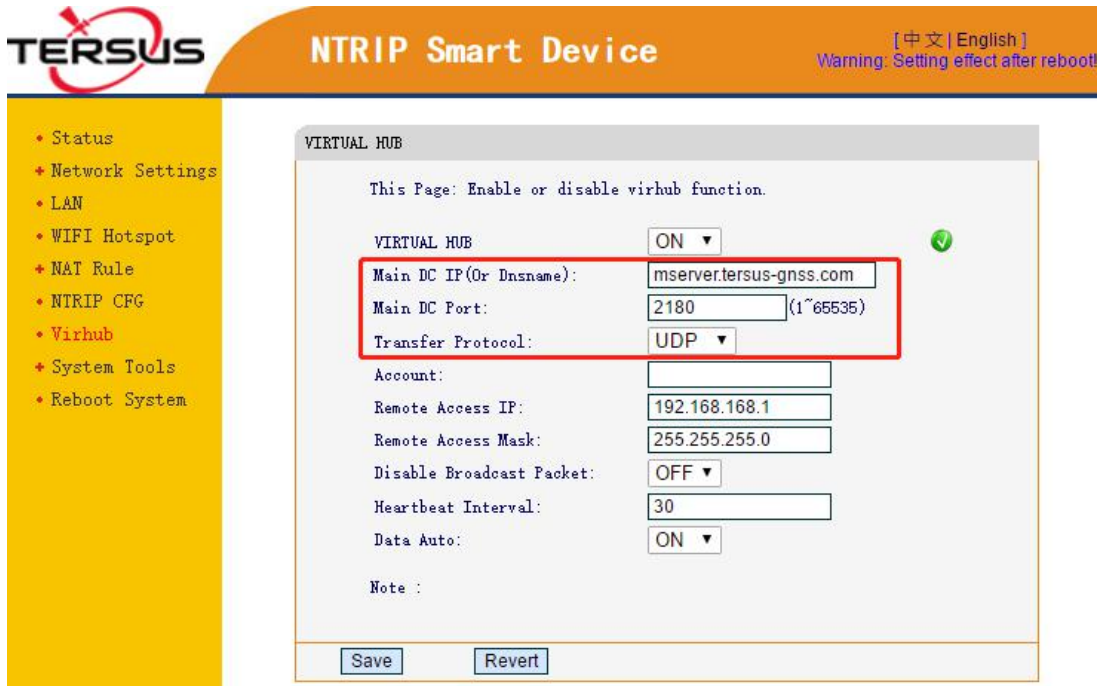 TERSUS
NTRIP Smart Device
[ 中 文 | English ]
Warning: Setting effect after reboot!
Status
Network Settings
LAN
WIFI Hotspot
NAT Rule
NTRIP CFG
Virhub
System Tools
Reboot System
VIRTUAL HUB
This Page: Enable or disable virhub function.
VIRTUAL HUB ON
Main DC IP(Or Dnsname): mserver.tersus-gnss.com
Main DC Port: 2180 (1~65535)
Transfer Protocol: UDP
Account:
Remote Access IP: 192.168.168.1
Remote Access Mask: 255.255.255.0
Disable Broadcast Packet: OFF
Heartbeat Interval: 30
Data Auto: ON
Note :
Save Revert